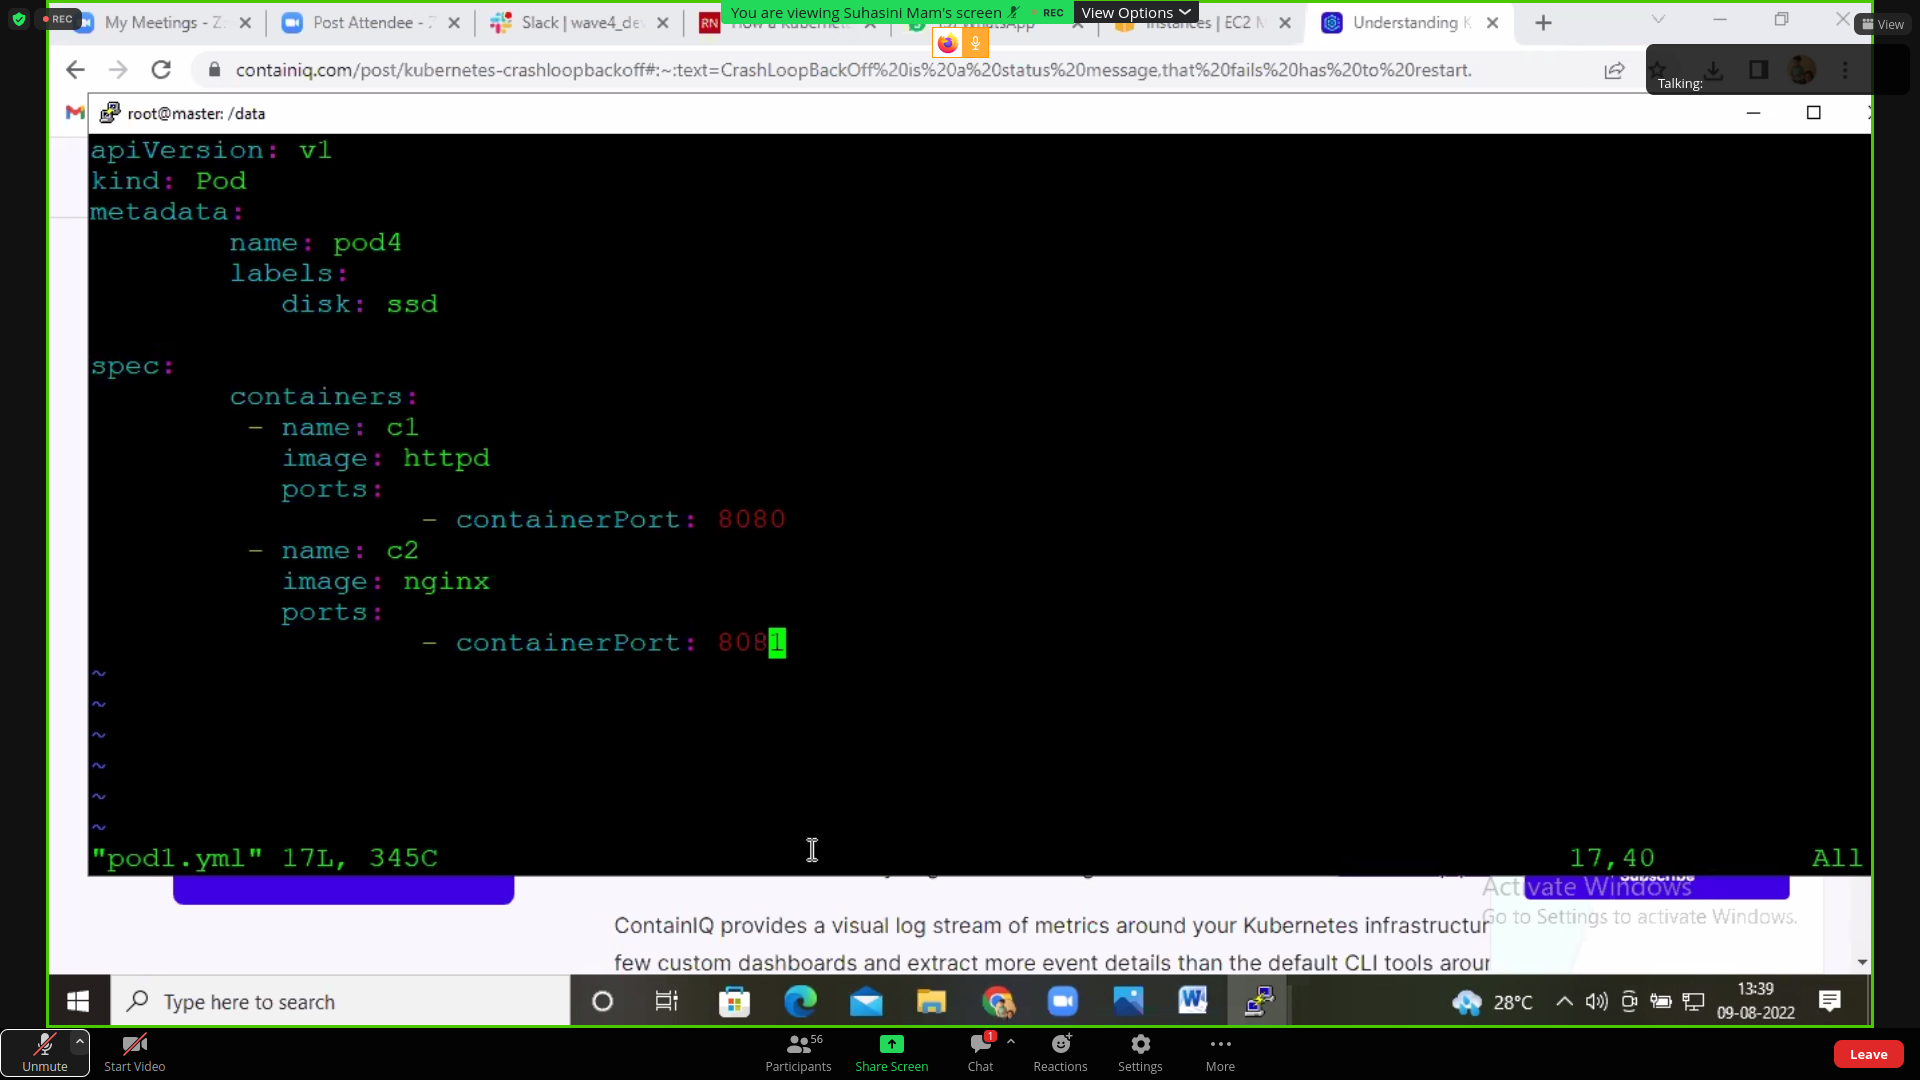 REC
My Meetings - Z
Post Attendee - Z
Slack | wave4_de
RN
You are viewing Suhasini Mam's screen
REC
View Options
Instances | EC2 M
Understanding K
View
containiq.com/post/kubernetes-crashloopbackoff#:~:text=CrashLoopBackOff%20is%20a%20status%20message,that%20fails%20has%20to%20restart.
Talking:
root@master: /data
apiVersion: v1
kind: Pod
metadata:
name: pod4
labels:
disk: ssd
spec:
containers:
- name: c1
image: httpd
ports:
- containerPort: 8080
- name: c2
image: nginx
ports:
- containerPort: 8081
~
~
~
~
~
~
"pod1.yml" 17L, 345C
17,40
All
Subscribe
Activate Windows
Go to Settings to activate Windows.
ContainIQ provides a visual log stream of metrics around your Kubernetes infrastructur
few custom dashboards and extract more event details than the default CLI tools arour
Type here to search
28°C
13:39
09-08-2022
Unmute
Start Video
56
Participants
Share Screen
1
Chat
Reactions
Settings
More
Leave